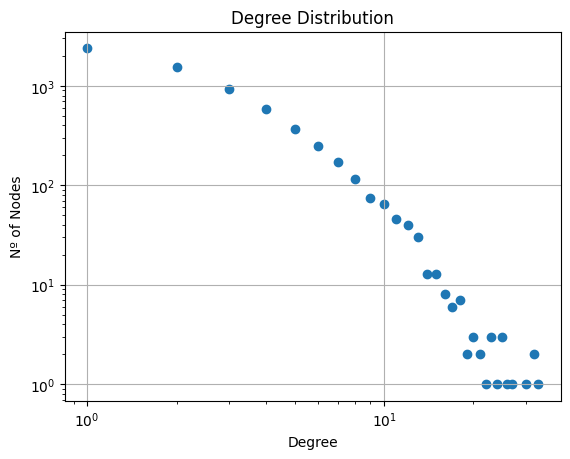 Degree Distribution
10³
10²
10¹
10⁰
Nº of Nodes
10⁰ 10¹
Degree